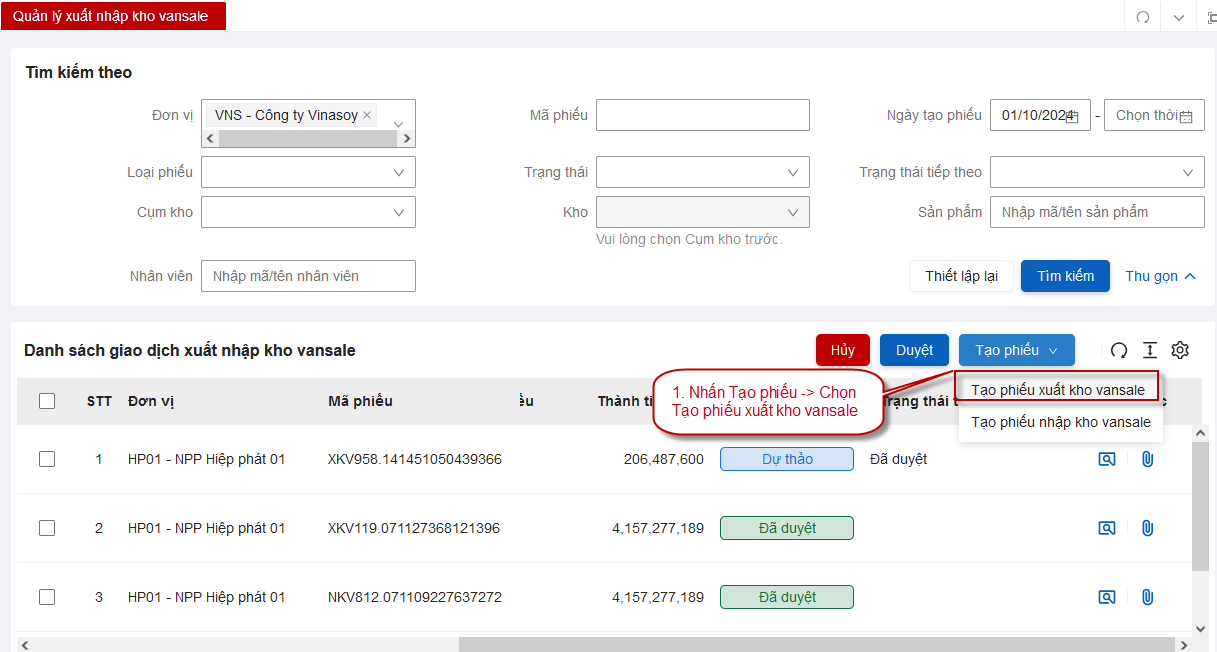 Quản lý xuất nhập kho vansale
Tìm kiếm theo
Đơn vị VNS - Công ty Vinasoy × Mã phiếu Ngày tạo phiếu 01/10/2024 - Chọn thời
Loại phiếu Trạng thái Trạng thái tiếp theo
Cụm kho Kho Sản phẩm Nhập mã/tên sản phẩm
Vui lòng chọn Cụm kho trước.
Nhân viên Nhập mã/tên nhân viên Thiết lập lại Tìm kiếm Thu gọn
Danh sách giao dịch xuất nhập kho vansale Hủy Duyệt Tạo phiếu
Tạo phiếu xuất kho vansale
Tạo phiếu nhập kho vansale
1. Nhấn Tạo phiếu -> Chọn
Tạo phiếu xuất kho vansale
STT Đơn vị Mã phiếu Thành ti rạng thái t
1 HP01 - NPP Hiệp phát 01 XKV958.141451050439366 206,487,600 Dự thảo Đã duyệt
2 HP01 - NPP Hiệp phát 01 XKV119.071127368121396 4,157,277,189 Đã duyệt
3 HP01 - NPP Hiệp phát 01 NKV812.071109227637272 4,157,277,189 Đã duyệt